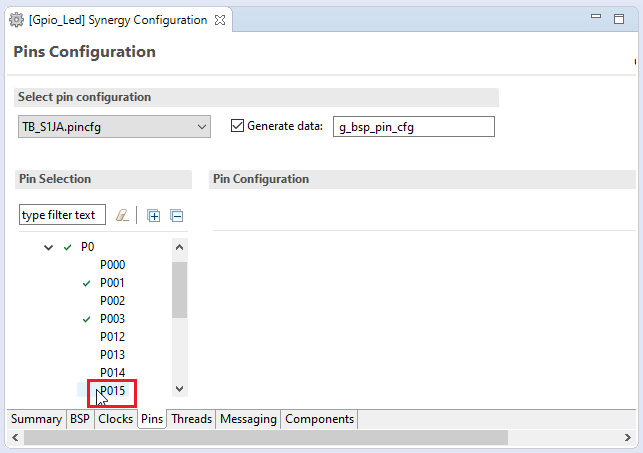 [Gpio_Led] Synergy Configuration
Pins Configuration
Select pin configuration
TB_S1JA.pincfg
Generate data:
g_bsp_pin_cfg
Pin Selection
Pin Configuration
type filter text
P0
P000
P001
P002
P003
P012
P013
P014
P015
Summary BSP Clocks Pins Threads Messaging Components